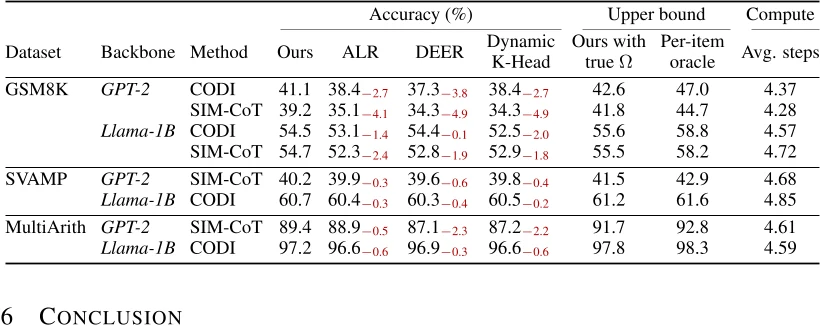 Accuracy (%) Upper bound Compute
Dataset Backbone Method Ours ALR DEER Dynamic K-Head Ours with true Ω Per-item oracle Avg. steps
GSM8K GPT-2 CODI 41.1 38.4−2.7 37.3−3.8 38.4−2.7 42.6 47.0 4.37
SIM-CoT 39.2 35.1−4.1 34.3−4.9 34.3−4.9 41.8 44.7 4.28
Llama-1B CODI 54.5 53.1−1.4 54.4−0.1 52.5−2.0 55.6 58.8 4.57
SIM-CoT 54.7 52.3−2.4 52.8−1.9 52.9−1.8 55.5 58.2 4.72
SVAMP GPT-2 SIM-CoT 40.2 39.9−0.3 39.6−0.6 39.8−0.4 41.5 42.9 4.68
Llama-1B CODI 60.7 60.4−0.3 60.3−0.4 60.5−0.2 61.2 61.6 4.85
MultiArith GPT-2 SIM-CoT 89.4 88.9−0.5 87.1−2.3 87.2−2.2 91.7 92.8 4.61
Llama-1B CODI 97.2 96.6−0.6 96.9−0.3 96.6−0.6 97.8 98.3 4.59
6 CONCLUSION